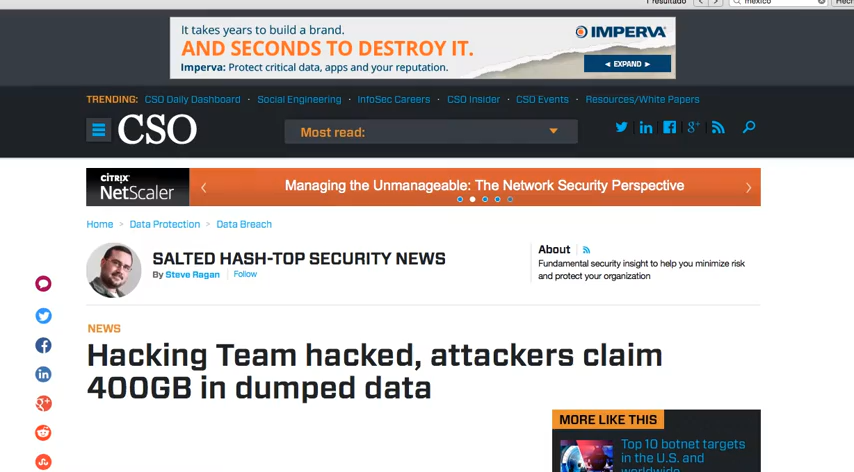 1 resultado
mexico
It takes years to build a brand.
AND SECONDS TO DESTROY IT.
Imperva: Protect critical data, apps and your reputation.
IMPERVA
◄ EXPAND ►
TRENDING: CSO Daily Dashboard · Social Engineering · InfoSec Careers · CSO Insider · CSO Events · Resources/White Papers
CSO
Most read:
CITRIX
NetScaler
Managing the Unmanageable: The Network Security Perspective
Home > Data Protection > Data Breach
SALTED HASH-TOP SECURITY NEWS
By Steve Ragan | Follow
About
Fundamental security insight to help you minimize risk
and protect your organization
NEWS
Hacking Team hacked, attackers claim
400GB in dumped data
MORE LIKE THIS
Top 10 botnet targets
in the U.S. and
worldwide